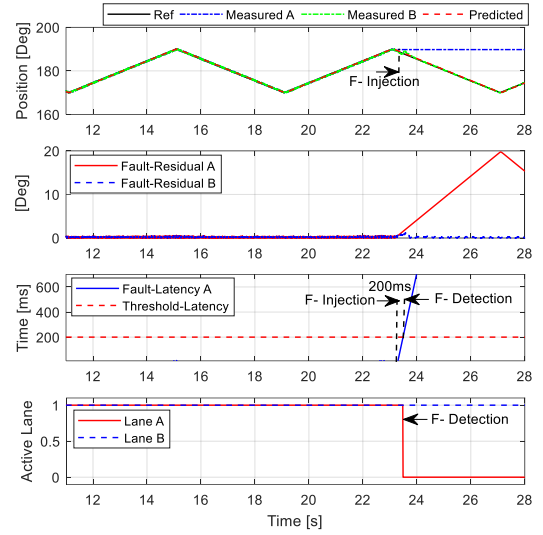 Ref Measured A Measured B Predicted
Position [Deg]
200
180
160
F- Injection
12 14 16 18 20 22 24 26 28
[Deg]
20
10
0
Fault-Residual A
Fault-Residual B
12 14 16 18 20 22 24 26 28
Time [ms]
600
400
200
Fault-Latency A
Threshold-Latency
200ms
F- Injection
F- Detection
12 14 16 18 20 22 24 26 28
Active Lane
1
0.5
0
Lane A
Lane B
F- Detection
12 14 16 18 20 22 24 26 28
Time [s]